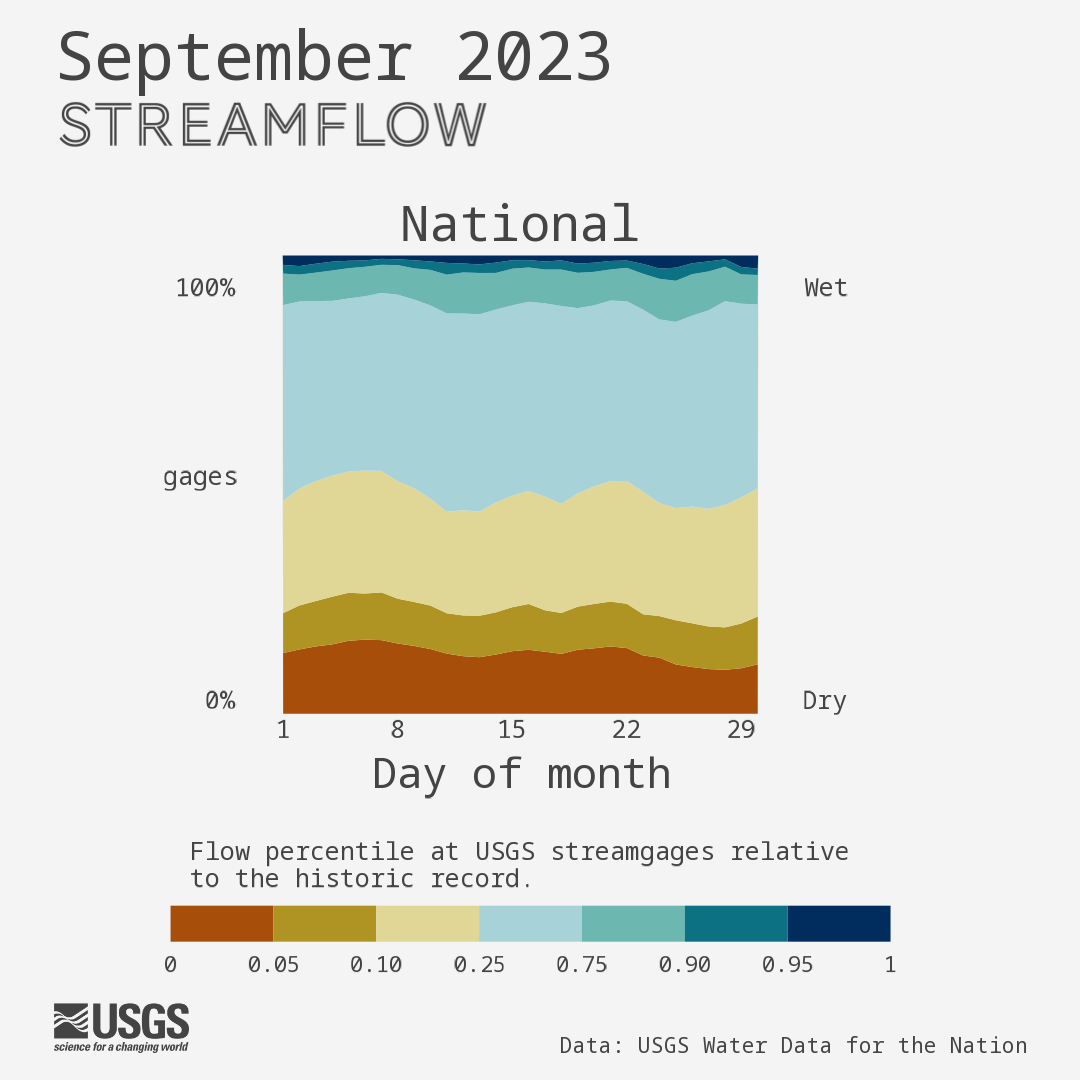 September 2023
STREAMFLOW
National
100%
Wet
gages
0%
Dry
1 8 15 22 29
Day of month
Flow percentile at USGS streamgages relative
to the historic record.
0 0.05 0.10 0.25 0.75 0.90 0.95 1
USGS
science for a changing world
Data: USGS Water Data for the Nation